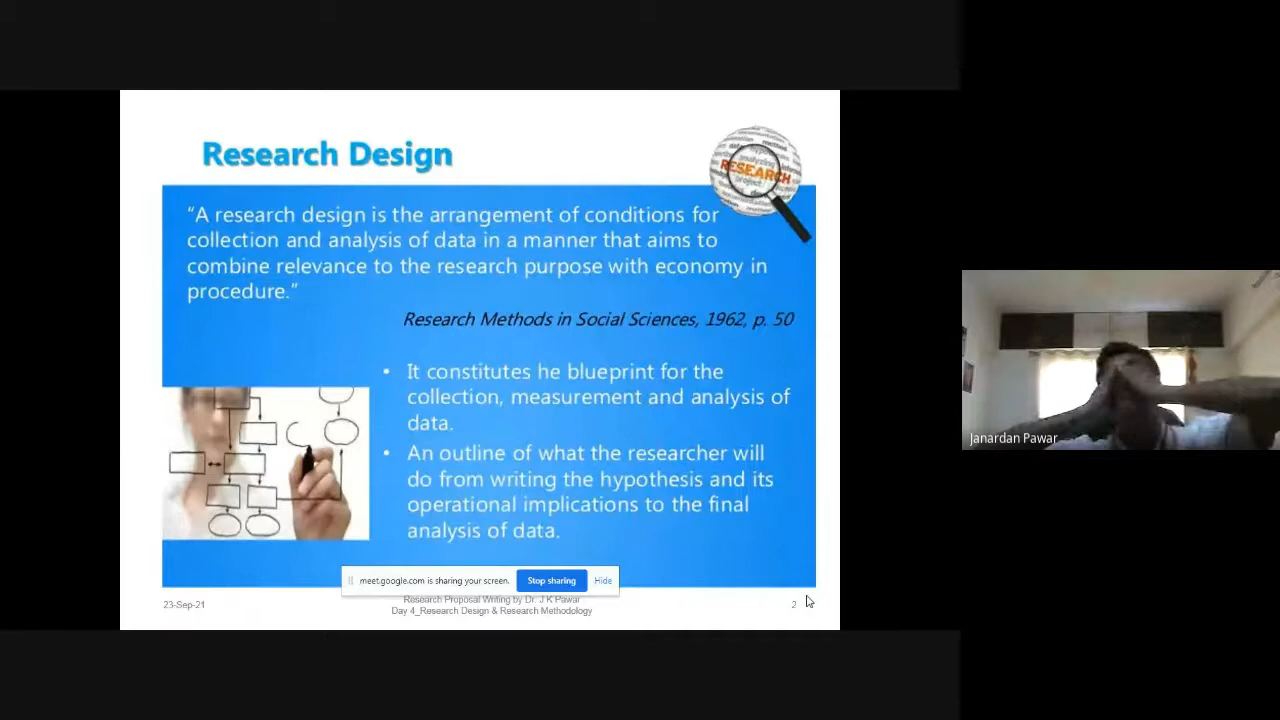 Research Design
RESEARCH
analyzing
project
“A research design is the arrangement of conditions for
collection and analysis of data in a manner that aims to
combine relevance to the research purpose with economy in
procedure.”
Research Methods in Social Sciences, 1962, p. 50
• It constitutes he blueprint for the
collection, measurement and analysis of
data.
• An outline of what the researcher will
do from writing the hypothesis and its
operational implications to the final
analysis of data.
meet.google.com is sharing your screen. Stop sharing Hide
23-Sep-21
Research Proposal Writing by Dr. J K Pawar
Day 4_Research Design & Research Methodology
2
Janardan Pawar